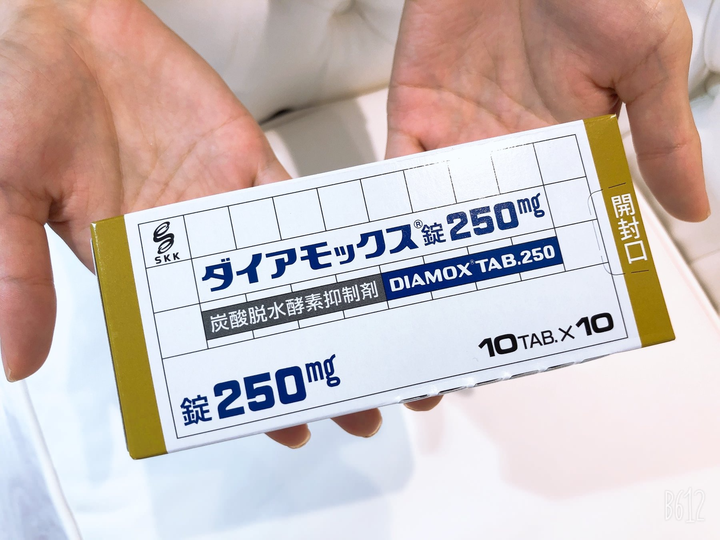 SKK
ダイアモックス®錠250mg
炭酸脱水酵素抑制剤 DIAMOX® TAB.250
錠250mg
10TAB.×10
開封口
B612